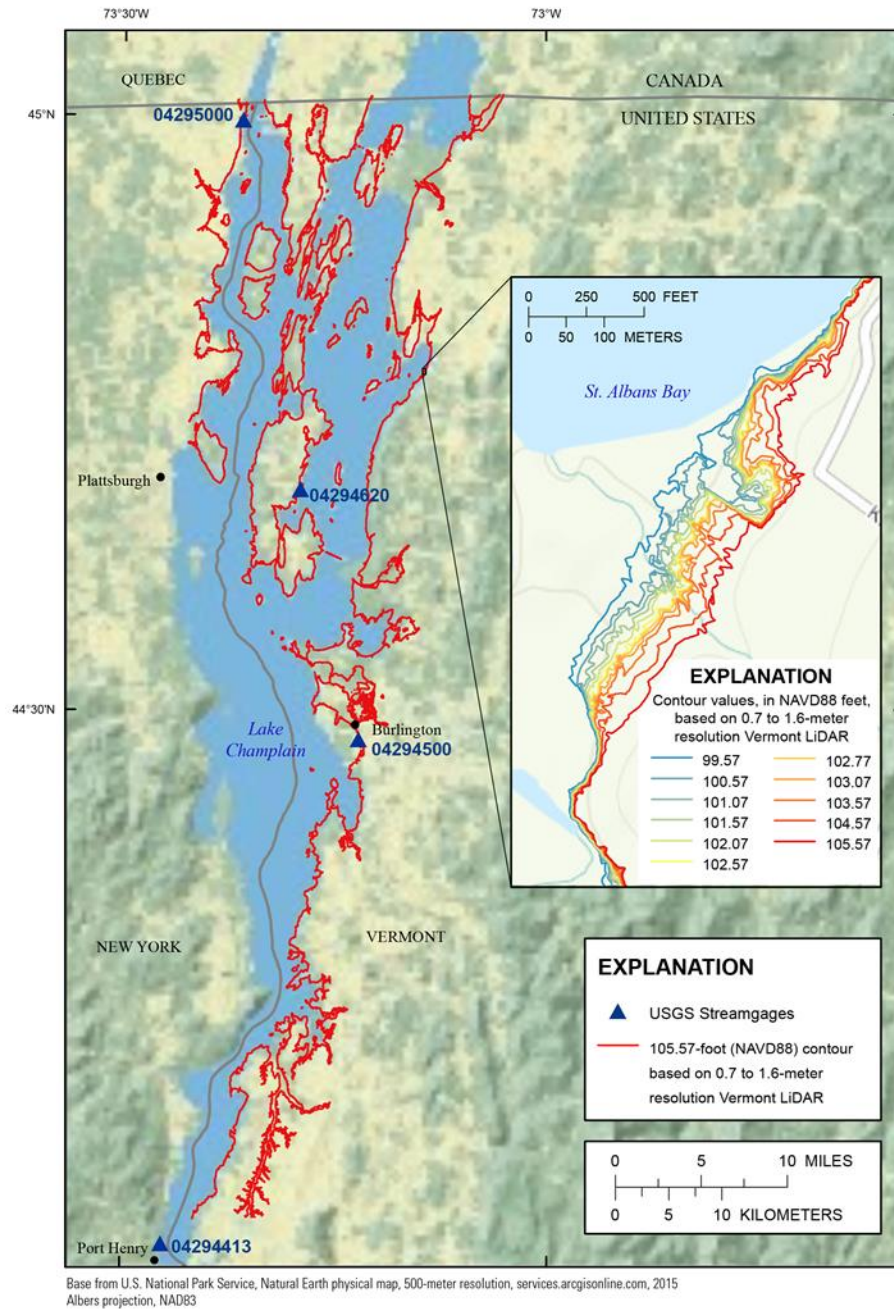 73°30'W
73°W
QUEBEC
CANADA
45°N
04295000
UNITED STATES
0 250 500 FEET
0 50 100 METERS
St. Albans Bay
Plattsburgh
04294620
K
EXPLANATION
Contour values, in NAVD88 feet,
based on 0.7 to 1.6-meter
resolution Vermont LiDAR
99.57
100.57
101.07
101.57
102.07
102.57
102.77
103.07
103.57
104.57
105.57
44°30'N
Lake
Champlain
Burlington
04294500
NEW YORK
VERMONT
EXPLANATION
USGS Streamgages
105.57-foot (NAVD88) contour
based on 0.7 to 1.6-meter
resolution Vermont LiDAR
0 5 10 MILES
0 5 10 KILOMETERS
Port Henry
04294413
Base from U.S. National Park Service, Natural Earth physical map, 500-meter resolution, services.arcgisonline.com, 2015
Albers projection, NAD83